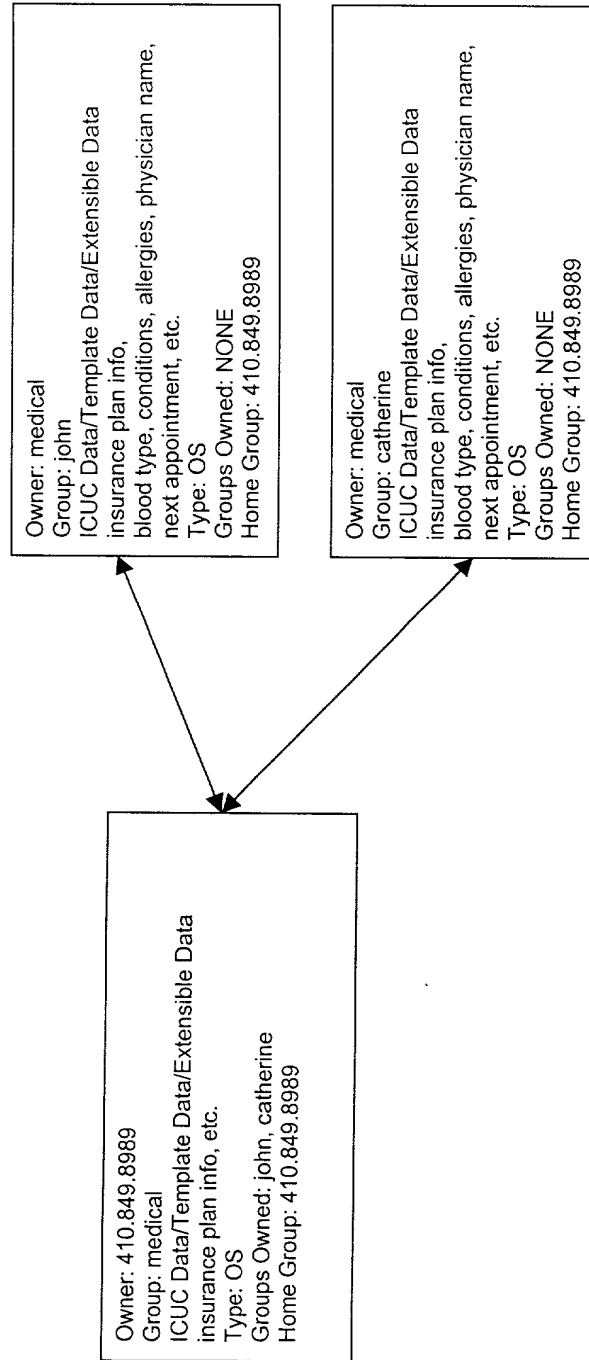 Owner: 410.849.8989
Group: medical
ICUC Data/Template Data/Extensible Data
insurance plan info, etc.
Type: OS
Groups Owned: john, catherine
Home Group: 410.849.8989
Owner: medical
Group: john
ICUC Data/Template Data/Extensible Data
insurance plan info,
blood type, conditions, allergies, physician name,
next appointment, etc.
Type: OS
Groups Owned: NONE
Home Group: 410.849.8989
Owner: medical
Group: catherine
ICUC Data/Template Data/Extensible Data
insurance plan info,
blood type, conditions, allergies, physician name,
next appointment, etc.
Type: OS
Groups Owned: NONE
Home Group: 410.849.8989